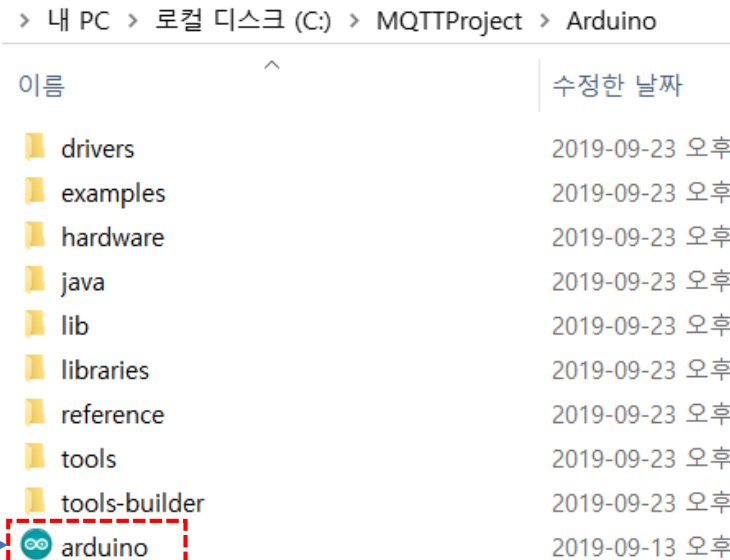 > 내 PC > 로컬 디스크 (C:) > MQTTProject > Arduino
이름 수정한 날짜
drivers 2019-09-23 오후
examples 2019-09-23 오후
hardware 2019-09-23 오후
java 2019-09-23 오후
lib 2019-09-23 오후
libraries 2019-09-23 오후
reference 2019-09-23 오후
tools 2019-09-23 오후
tools-builder 2019-09-23 오후
arduino 2019-09-13 오후